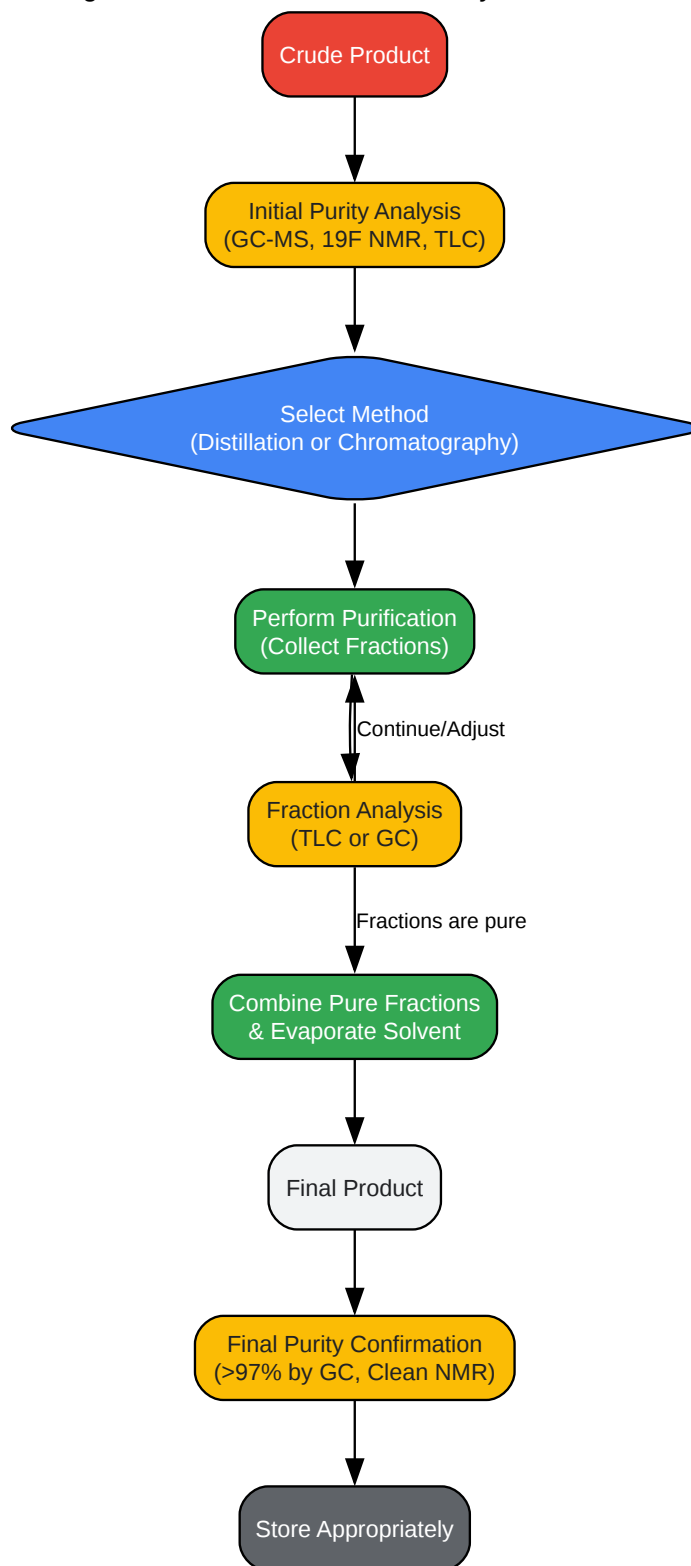 Crude Product
Initial Purity Analysis
(GC-MS, 19F NMR, TLC)
Select Method
(Distillation or Chromatography)
Perform Purification
(Collect Fractions)
Continue/Adjust
Fraction Analysis
(TLC or GC)
Fractions are pure
Combine Pure Fractions
& Evaporate Solvent
Final Product
Final Purity Confirmation
(>97% by GC, Clean NMR)
Store Appropriately